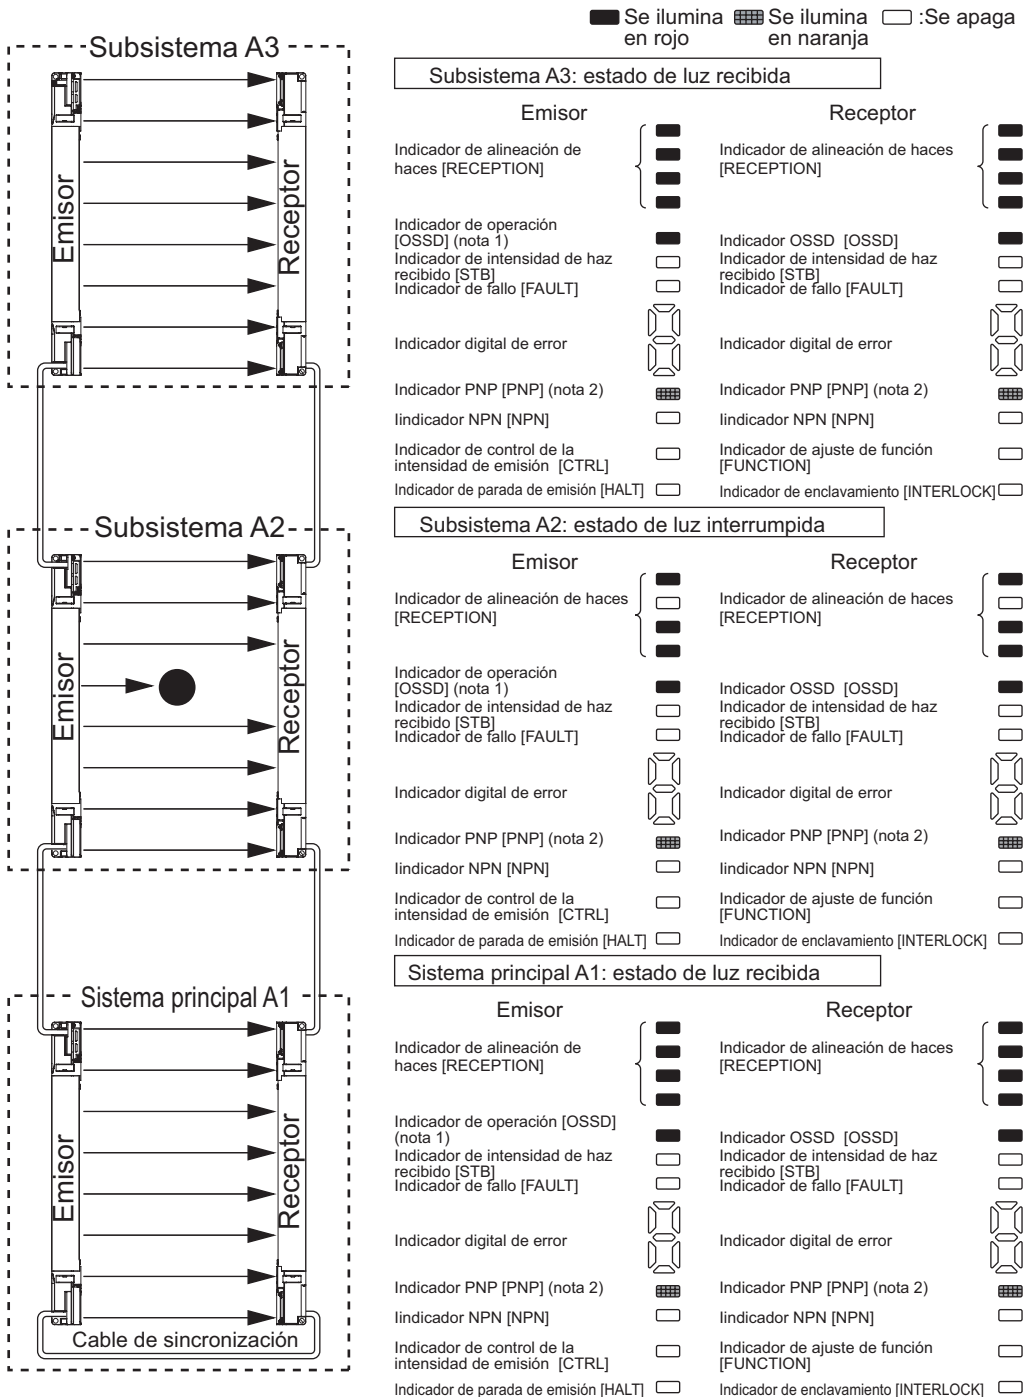 Se ilumina en rojo
Se ilumina en naranja
:Se apaga
Subsistema A3
Emisor
Receptor
Subsistema A3: estado de luz recibida
Emisor
Receptor
Indicador de alineación de
haces [RECEPTION]
Indicador de alineación de haces
[RECEPTION]
Indicador de operación
[OSSD] (nota 1)
Indicador OSSD [OSSD]
Indicador de intensidad de haz
recibido [STB]
Indicador de intensidad de haz
recibido [STB]
Indicador de fallo [FAULT]
Indicador de fallo [FAULT]
Indicador digital de error
Indicador digital de error
Indicador PNP [PNP] (nota 2)
Indicador PNP [PNP] (nota 2)
Iindicador NPN [NPN]
Iindicador NPN [NPN]
Indicador de control de la
intensidad de emisión [CTRL]
Indicador de ajuste de función
[FUNCTION]
Indicador de parada de emisión [HALT]
Indicador de enclavamiento [INTERLOCK]
Subsistema A2
Emisor
Receptor
Subsistema A2: estado de luz interrumpida
Emisor
Receptor
Indicador de alineación de haces
[RECEPTION]
Indicador de alineación de haces
[RECEPTION]
Indicador de operación
[OSSD] (nota 1)
Indicador OSSD [OSSD]
Indicador de intensidad de haz
recibido [STB]
Indicador de intensidad de haz
recibido [STB]
Indicador de fallo [FAULT]
Indicador de fallo [FAULT]
Indicador digital de error
Indicador digital de error
Indicador PNP [PNP] (nota 2)
Indicador PNP [PNP] (nota 2)
Iindicador NPN [NPN]
Iindicador NPN [NPN]
Indicador de control de la
intensidad de emisión [CTRL]
Indicador de ajuste de función
[FUNCTION]
Indicador de parada de emisión [HALT]
Indicador de enclavamiento [INTERLOCK]
Sistema principal A1
Emisor
Receptor
Cable de sincronización
Sistema principal A1: estado de luz recibida
Emisor
Receptor
Indicador de alineación de
haces [RECEPTION]
Indicador de alineación de haces
[RECEPTION]
Indicador de operación [OSSD]
(nota 1)
Indicador OSSD [OSSD]
Indicador de intensidad de haz
recibido [STB]
Indicador de intensidad de haz
recibido [STB]
Indicador de fallo [FAULT]
Indicador de fallo [FAULT]
Indicador digital de error
Indicador digital de error
Indicador PNP [PNP] (nota 2)
Indicador PNP [PNP] (nota 2)
Iindicador NPN [NPN]
Iindicador NPN [NPN]
Indicador de control de la
intensidad de emisión [CTRL]
Indicador de ajuste de función
[FUNCTION]
Indicador de parada de emisión [HALT]
Indicador de enclavamiento [INTERLOCK]